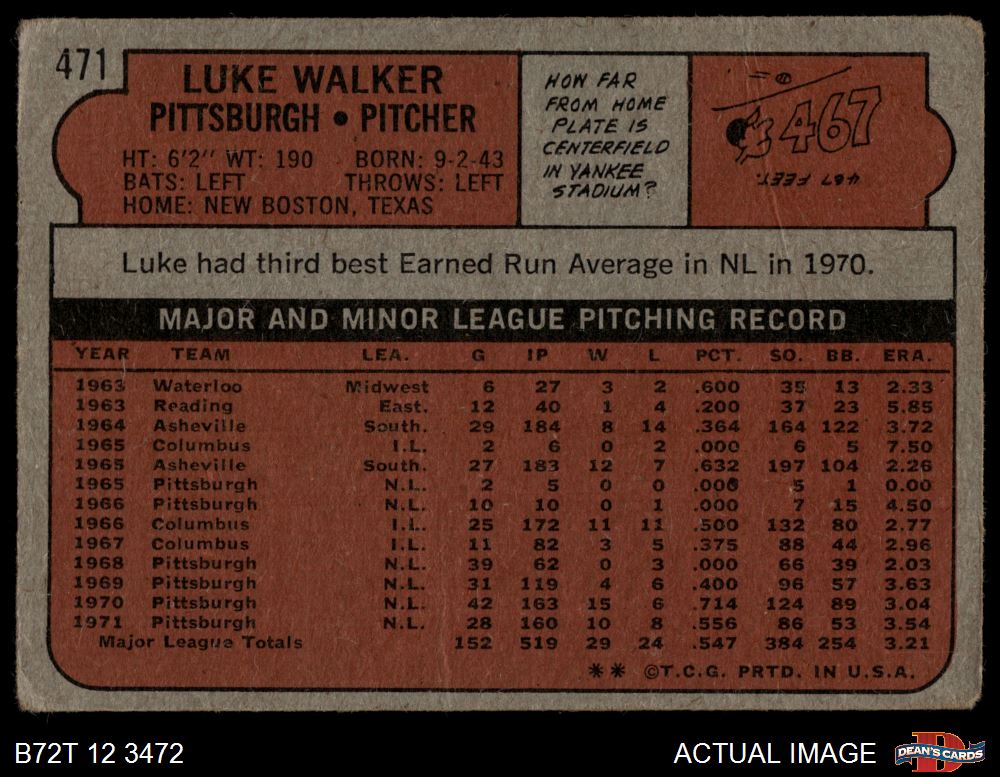 471
LUKE WALKER
PITTSBURGH • PITCHER
HT: 6'2" WT: 190 BORN: 9-2-43
BATS: LEFT THROWS: LEFT
HOME: NEW BOSTON, TEXAS
HOW FAR
FROM HOME
PLATE IS
CENTERFIELD
IN YANKEE
STADIUM?
467
467 FEET.
Luke had third best Earned Run Average in NL in 1970.
MAJOR AND MINOR LEAGUE PITCHING RECORD
YEAR TEAM LEA. G IP W L PCT. SO. BB. ERA.
1963 Waterloo Midwest 6 27 3 2 .600 35 13 2.33
1963 Reading East. 12 40 1 4 .200 37 23 5.85
1964 Asheville South. 29 184 8 14 .364 164 122 3.72
1965 Columbus I.L. 2 6 0 2 .000 6 5 7.50
1965 Asheville South. 27 183 12 7 .632 197 104 2.26
1965 Pittsburgh N.L. 2 5 0 0 .000 5 1 0.00
1966 Pittsburgh N.L. 10 10 0 1 .000 7 15 4.50
1966 Columbus I.L. 25 172 11 11 .500 132 80 2.77
1967 Columbus I.L. 11 82 3 5 .375 88 44 2.96
1968 Pittsburgh N.L. 39 62 0 3 .000 66 39 2.03
1969 Pittsburgh N.L. 31 119 4 6 .400 96 57 3.63
1970 Pittsburgh N.L. 42 163 15 6 .714 124 89 3.04
1971 Pittsburgh N.L. 28 160 10 8 .556 86 53 3.54
Major League Totals 152 519 29 24 .547 384 254 3.21
** ©T.C.G. PRTD. IN U.S.A.
B72T 12 3472
ACTUAL IMAGE
DEAN'S CARDS